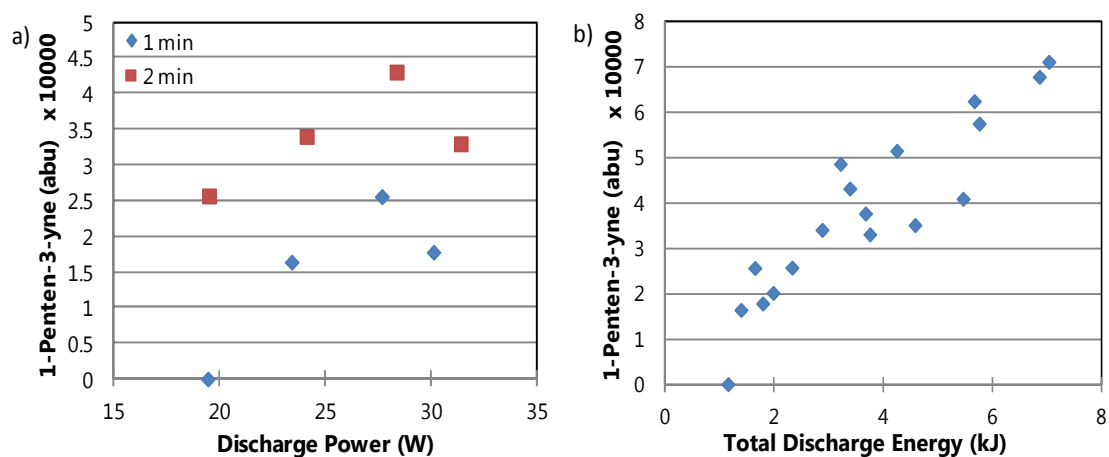 a)
1-Penten-3-yne (abu) x 10000
5
4.5
4
3.5
3
2.5
2
1.5
1
0.5
0
1 min
2 min
15 20 25 30 35
Discharge Power (W)
b)
1-Penten-3-yne (abu) x 10000
8
7
6
5
4
3
2
1
0
0 2 4 6 8
Total Discharge Energy (kJ)